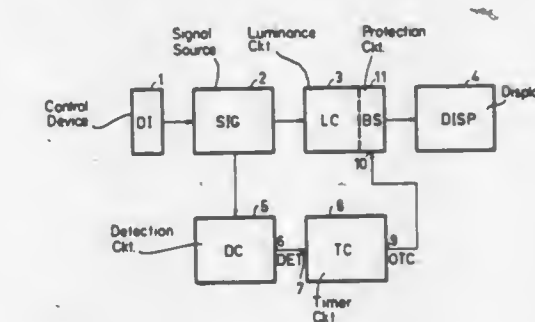 Signal
Source
Luminance
Ckt
Protection
Ckt.
Control
Device
1
DI
2
SIG
3
LC
11
BS
10
4
DISP
Display
Detection
Ckt.
5
DC
6
DET
7
8
TC
9
OTC
Timer
Ckt